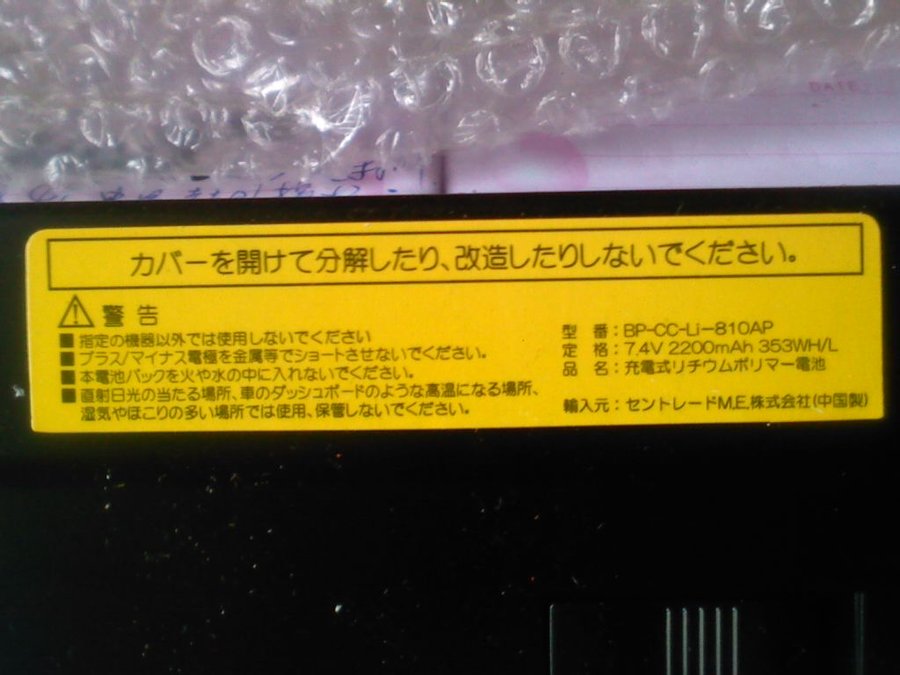 DATE
まい
カバーを開けて分解したり、改造したりしないでください。
警告
■指定の機器以外では使用しないでください
■プラス/マイナス電極を金属等でショートさせないでください。
■本電池パックを火や水の中に入れないでください。
■直射日光の当たる場所、車のダッシュボードのような高温になる場所、
湿気やほこりの多い場所では使用、保管しないでください。
型 番：BP-CC-Li-810AP
定 格：7.4V 2200mAh 353WH/L
品 名：充電式リチウムポリマー電池
輸入元：セントレードM.E.株式会社(中国製)